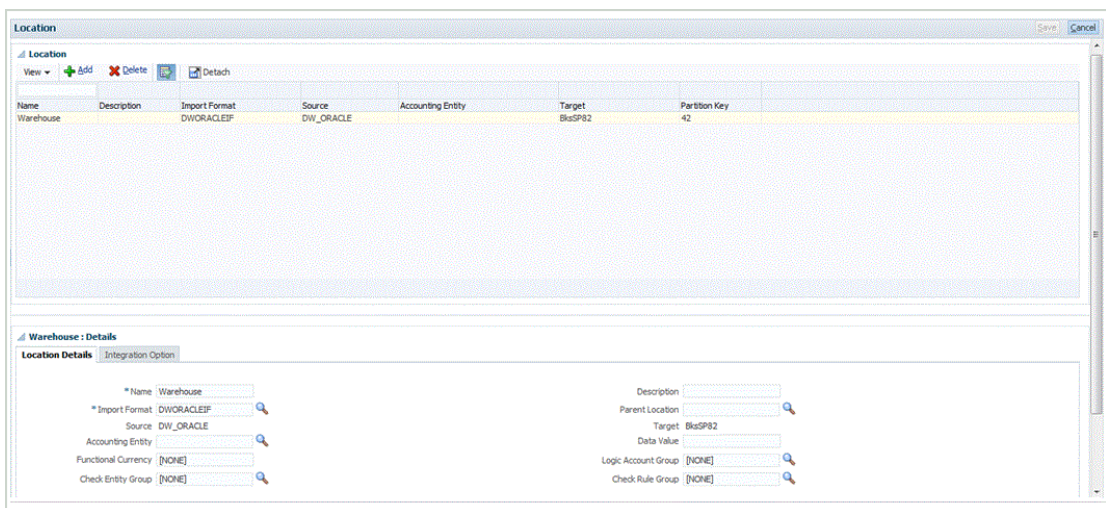 Location Save Cancel
Location
View Add Delete Detach
Name Description Import Format Source Accounting Entity Target Partition Key
Warehouse DWORACLEIF DW_ORACLE BksSP82 42
Warehouse : Details
Location Details Integration Option
* Name Warehouse Description
* Import Format DWORACLEIF Parent Location
Source DW_ORACLE Target BksSP82
Accounting Entity Data Value
Functional Currency [NONE] Logic Account Group [NONE]
Check Entity Group [NONE] Check Rule Group [NONE]